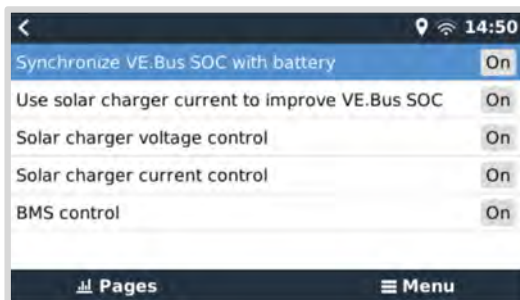 14:50
Synchronize VE.Bus SOC with battery On
Use solar charger current to improve VE.Bus SOC On
Solar charger voltage control On
Solar charger current control On
BMS control On
Pages Menu